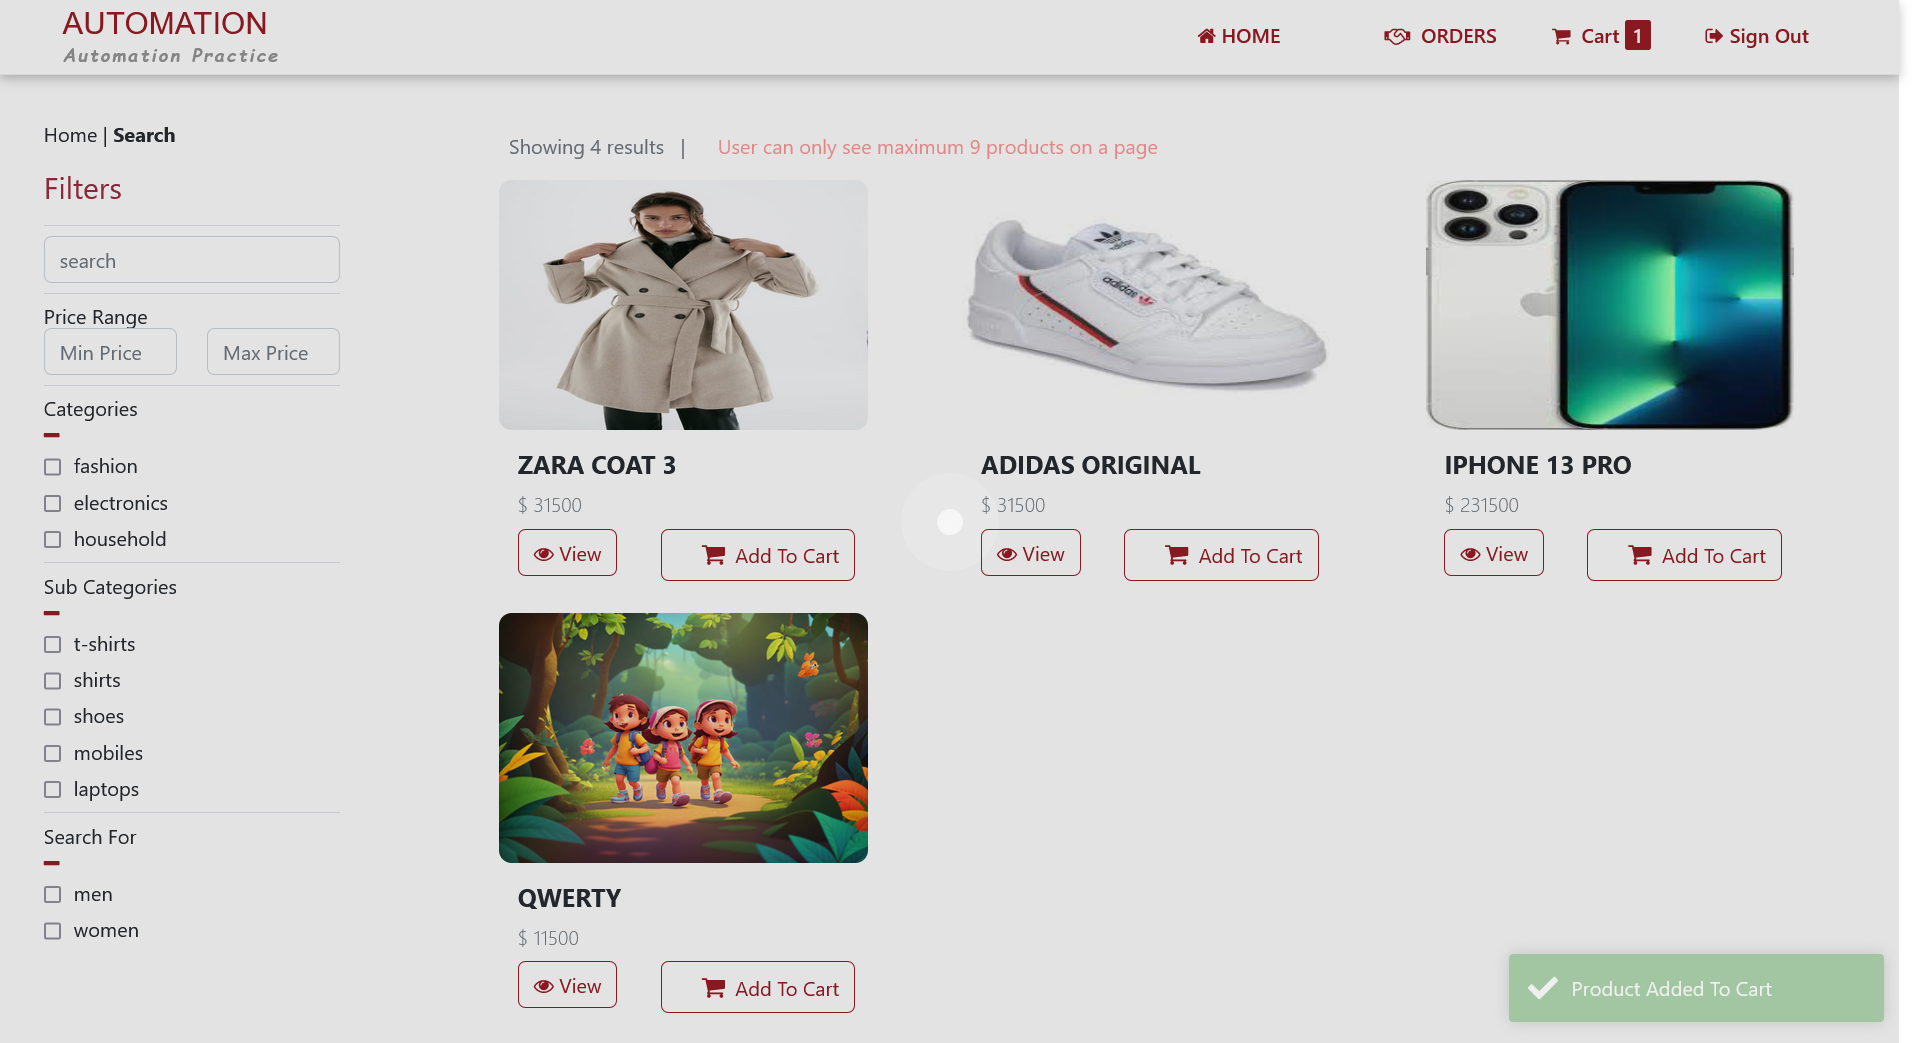 AUTOMATION
Automation Practice
HOME
ORDERS
Cart 1
Sign Out
Home | Search
Filters
search
Price Range
Min Price
Max Price
Categories
fashion
electronics
household
Sub Categories
t-shirts
shirts
shoes
mobiles
laptops
Search For
men
women
Showing 4 results |
User can only see maximum 9 products on a page
ZARA COAT 3
$ 31500
View
Add To Cart
adidas
adidas
ADIDAS ORIGINAL
$ 31500
View
Add To Cart
IPHONE 13 PRO
$ 231500
View
Add To Cart
QWERTY
$ 11500
View
Add To Cart
Product Added To Cart